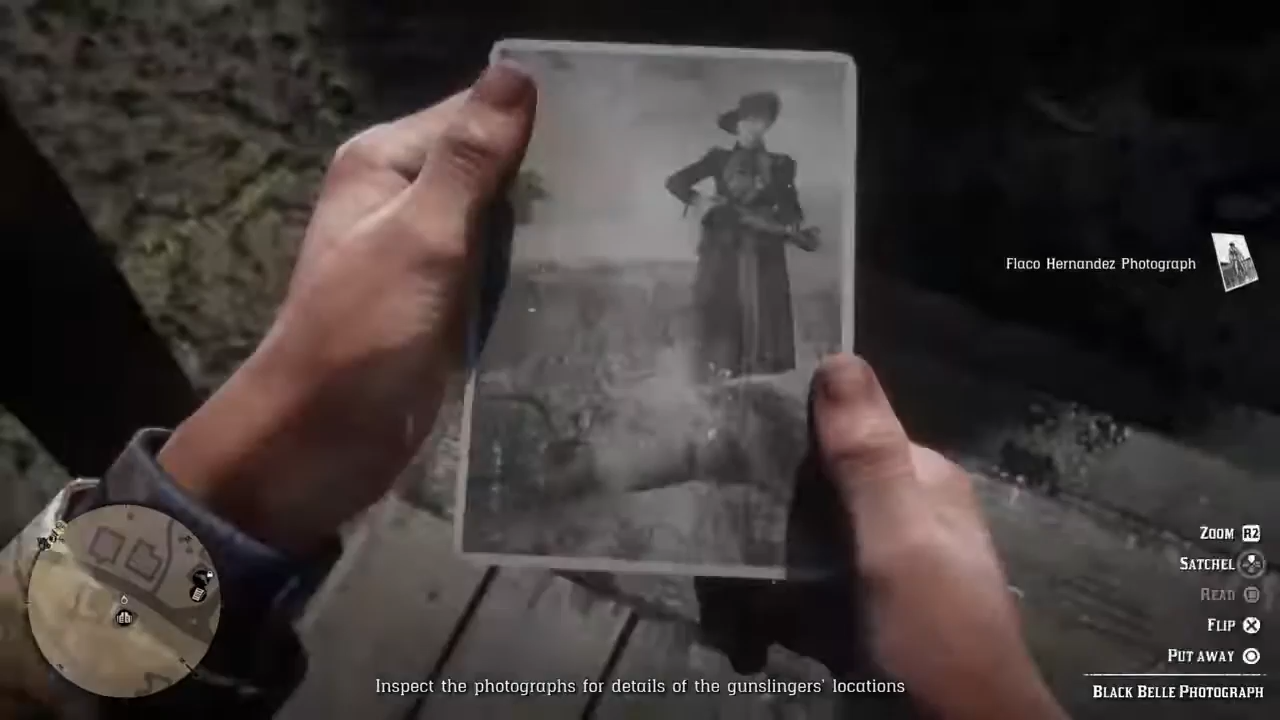 Flaco Hernandez Photograph
ZOOM R2
SATCHEL
READ
FLIP
PUT AWAY
Inspect the photographs for details of the gunslingers' locations
BLACK BELLE PHOTOGRAPH